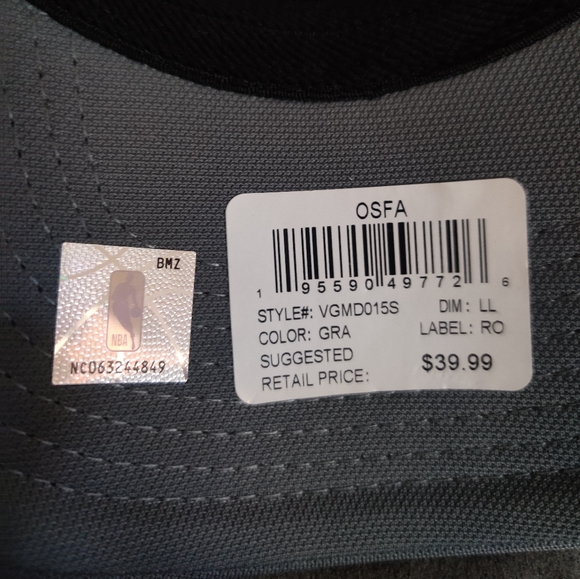 BMZ
NBA
NC063244849
OSFA
1 95590 49772 6
STYLE#: VGMD015S DIM: LL
COLOR: GRA LABEL: RO
SUGGESTED
RETAIL PRICE: $39.99